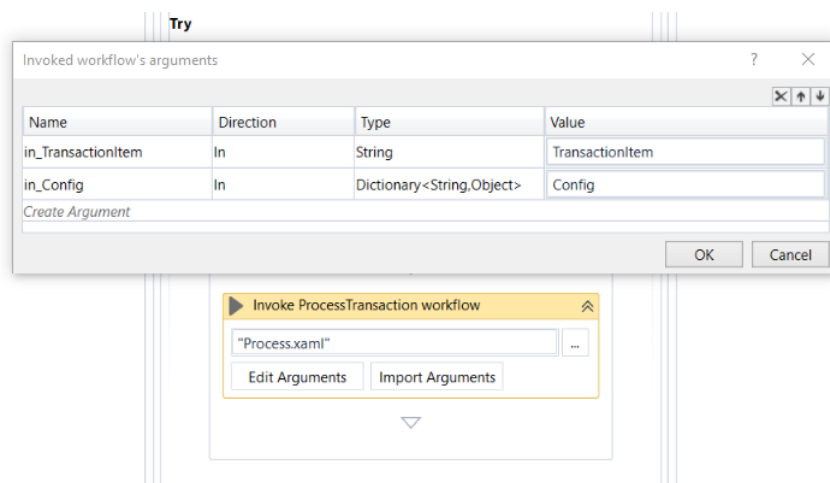 Try
Invoked workflow's arguments
?
Name Direction Type Value
in_TransactionItem In String TransactionItem
in_Config In Dictionary<String,Object> Config
Create Argument
OK Cancel
Invoke ProcessTransaction workflow
"Process.xaml" ...
Edit Arguments Import Arguments